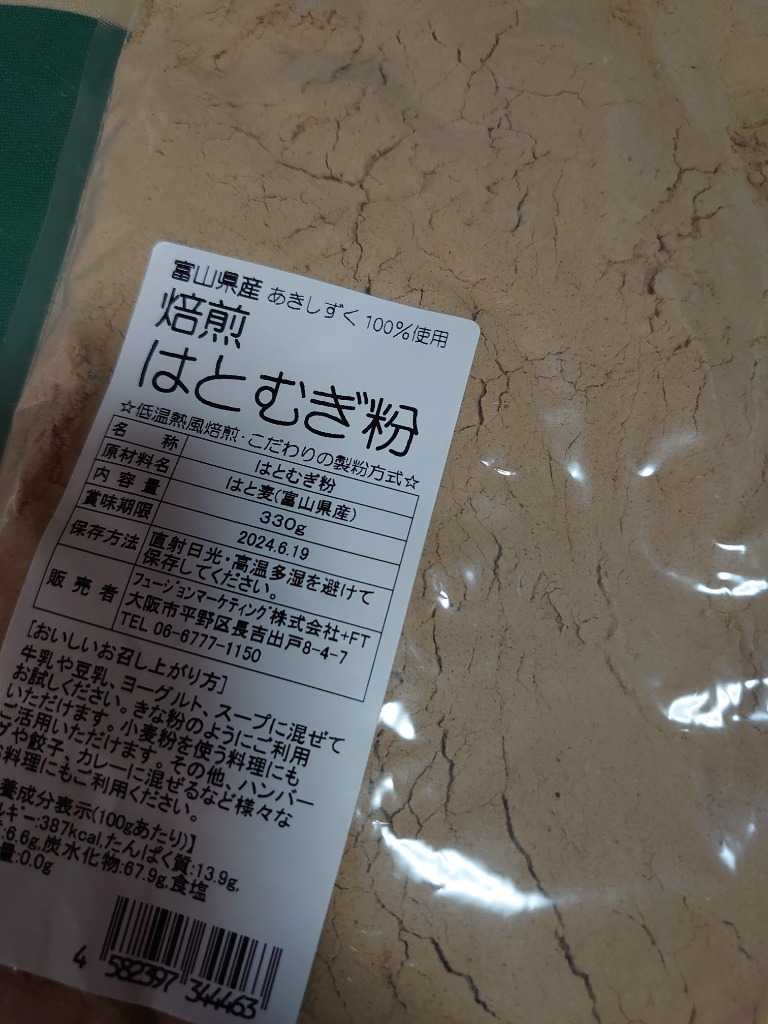 富山県産 あきしずく 100%使用
焙煎
はとむぎ粉
☆低温熱風焙煎・こだわりの製粉方式☆
名 称 はとむぎ粉
原材料名 はと麦(富山県産)
内容量 330g
賞味期限 2024.6.19
保存方法 直射日光・高温多湿を避けて
保存してください。
販売者 フュージョンマーケティング株式会社+FT
大阪市平野区長吉出戸8-4-7
TEL 06-6777-1150
[おいしいお召し上がり方]
牛乳や豆乳、ヨーグルト、スープに混ぜて
お試しください。きな粉のようにご利用
いただけます。小麦粉を使う料理にも
ご活用いただけます。その他、ハンバー
グや餃子、カレーに混ぜるなど様々な
料理にもご利用ください。
養成分表示(100gあたり)】
ルギー:387kcal,たんぱく質:13.9g,
:6.6g,炭水化物:67.9g,食塩
量:0.0g
4 582397 344463